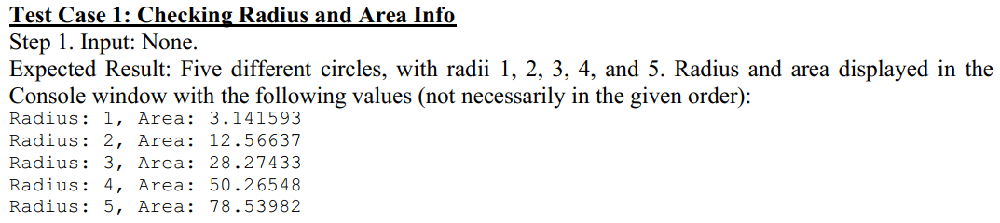 Test Case 1: Checking Radius and Area Info
Step 1. Input: None.
Expected Result: Five different circles, with radii 1, 2, 3, 4, and 5. Radius and area displayed in the
Console window with the following values (not necessarily in the given order):
Radius: 1, Area: 3.141593
Radius: 2, Area: 12.56637
Radius: 3, Area: 28.27433
Radius: 4, Area: 50.26548
Radius: 5, Area: 78.53982